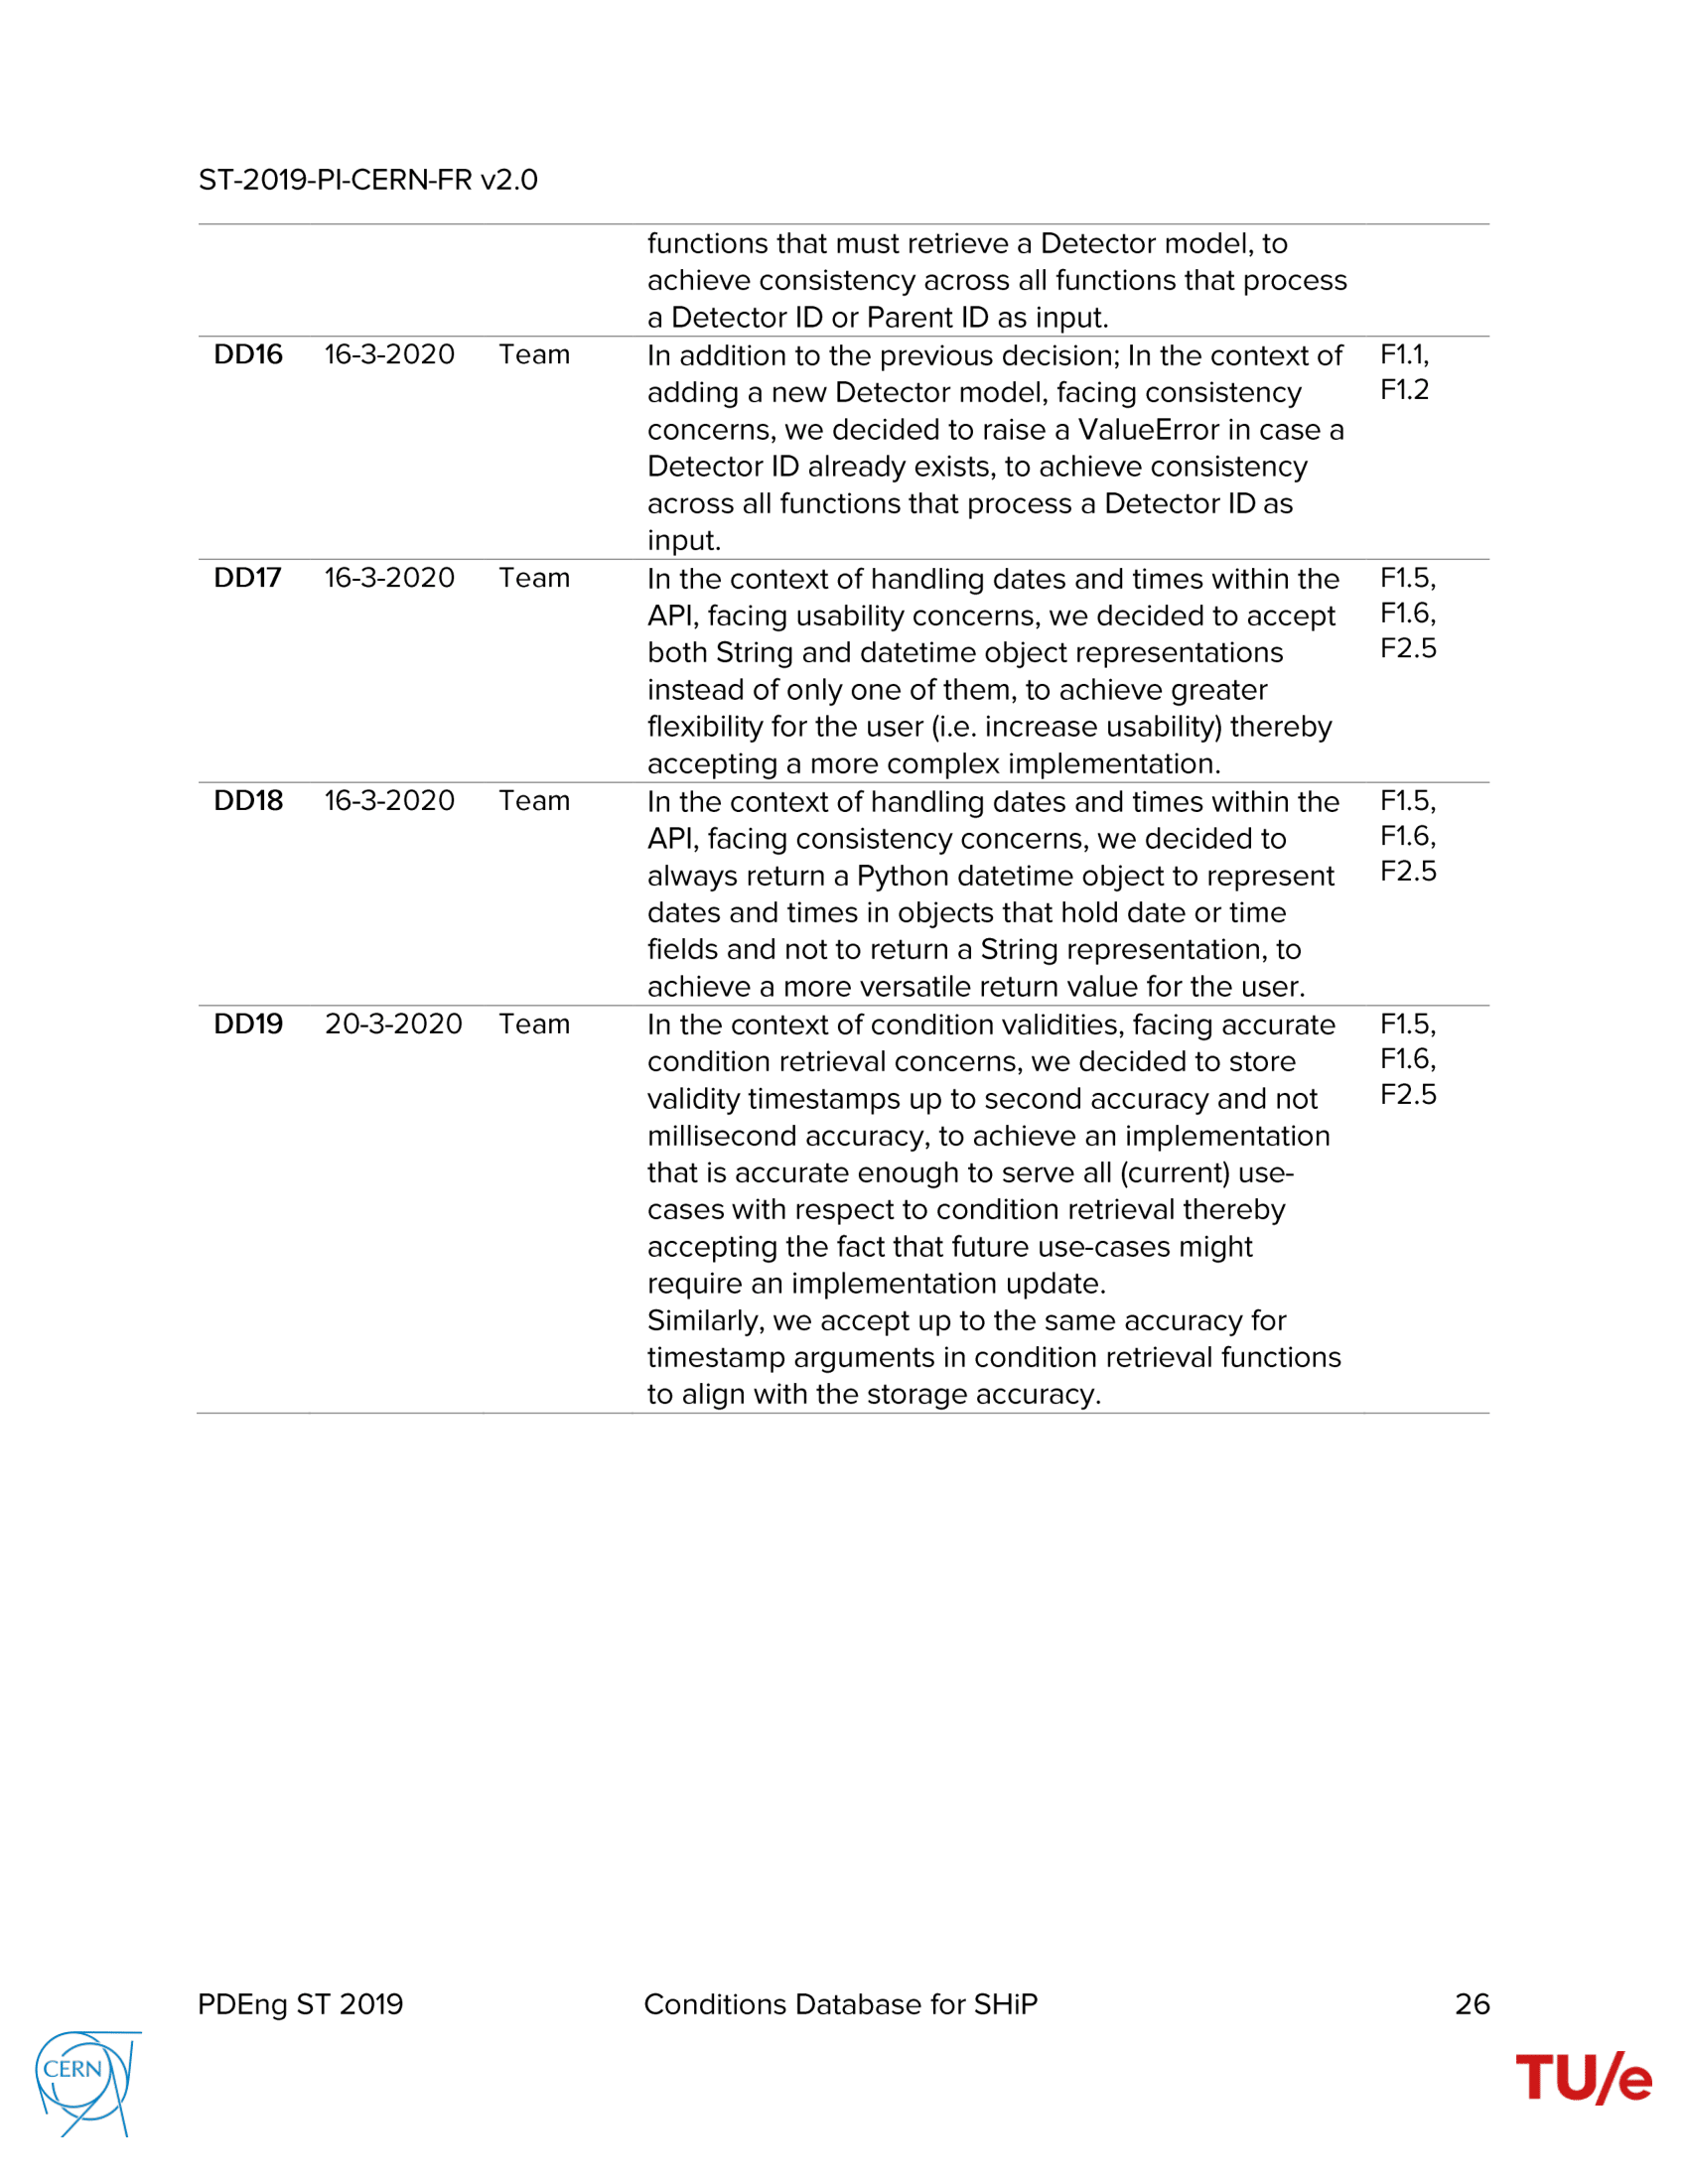 ST-2019-PI-CERN-FR v2.0
functions that must retrieve a Detector model, to
achieve consistency across all functions that process
a Detector ID or Parent ID as input.
DD16 16-3-2020 Team In addition to the previous decision; In the context of F1.1,
adding a new Detector model, facing consistency F1.2
concerns, we decided to raise a ValueError in case a
Detector ID already exists, to achieve consistency
across all functions that process a Detector ID as
input.
DD17 16-3-2020 Team In the context of handling dates and times within the F1.5,
API, facing usability concerns, we decided to accept F1.6,
both String and datetime object representations F2.5
instead of only one of them, to achieve greater
flexibility for the user (i.e. increase usability) thereby
accepting a more complex implementation.
DD18 16-3-2020 Team In the context of handling dates and times within the F1.5,
API, facing consistency concerns, we decided to F1.6,
always return a Python datetime object to represent F2.5
dates and times in objects that hold date or time
fields and not to return a String representation, to
achieve a more versatile return value for the user.
DD19 20-3-2020 Team In the context of condition validities, facing accurate F1.5,
condition retrieval concerns, we decided to store F1.6,
validity timestamps up to second accuracy and not F2.5
millisecond accuracy, to achieve an implementation
that is accurate enough to serve all (current) use-
cases with respect to condition retrieval thereby
accepting the fact that future use-cases might
require an implementation update.
Similarly, we accept up to the same accuracy for
timestamp arguments in condition retrieval functions
to align with the storage accuracy.
PDEng ST 2019 Conditions Database for SHiP 26
CERN
TU/e